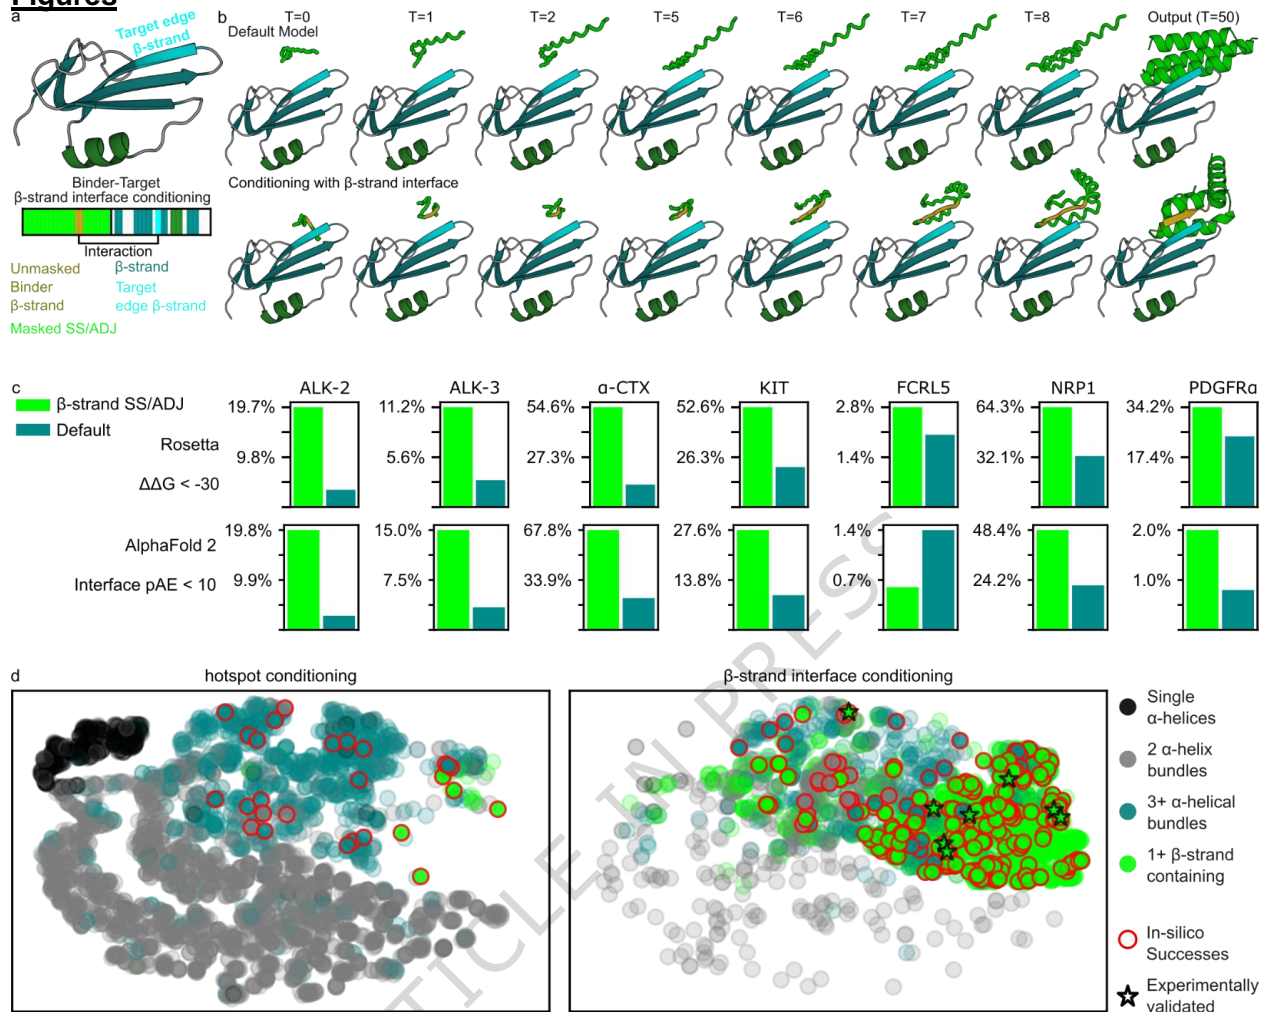 Figures
a
Target edge
β-strand
Binder-Target
β-strand interface conditioning
Interaction
Unmasked
Binder
β-strand
β-strand
Target
edge β-strand
Masked SS/ADJ
b
T=0
T=1
T=2
T=5
T=6
T=7
T=8
Output (T=50)
Default Model
Conditioning with β-strand interface
c
β-strand SS/ADJ
Default
ALK-2
ALK-3
α-CTX
KIT
FCRL5
NRP1
PDGFRα
Rosetta
ΔΔG < -30
19.7%
9.8%
11.2%
5.6%
54.6%
27.3%
52.6%
26.3%
2.8%
1.4%
64.3%
32.1%
34.2%
17.4%
AlphaFold 2
Interface pAE < 10
19.8%
9.9%
15.0%
7.5%
67.8%
33.9%
27.6%
13.8%
1.4%
0.7%
48.4%
24.2%
2.0%
1.0%
d
hotspot conditioning
β-strand interface conditioning
Single
α-helices
2 α-helix
bundles
3+ α-helical
bundles
1+ β-strand
containing
In-silico
Successes
Experimentally
validated
TICLE IN PRESS